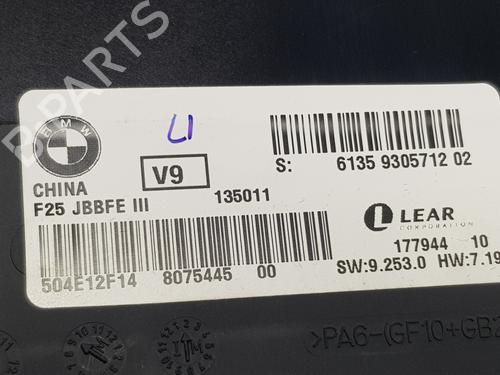 BMW
LI
V9
S: 6135 9305712 02
CHINA
F25 JBBFE III
135011
LEAR
CORPORATION
177944 10
504E12F14 8075445 00
SW:9.253.0 HW:7.19
>PA6-(GF10+GB2
B-PARTS